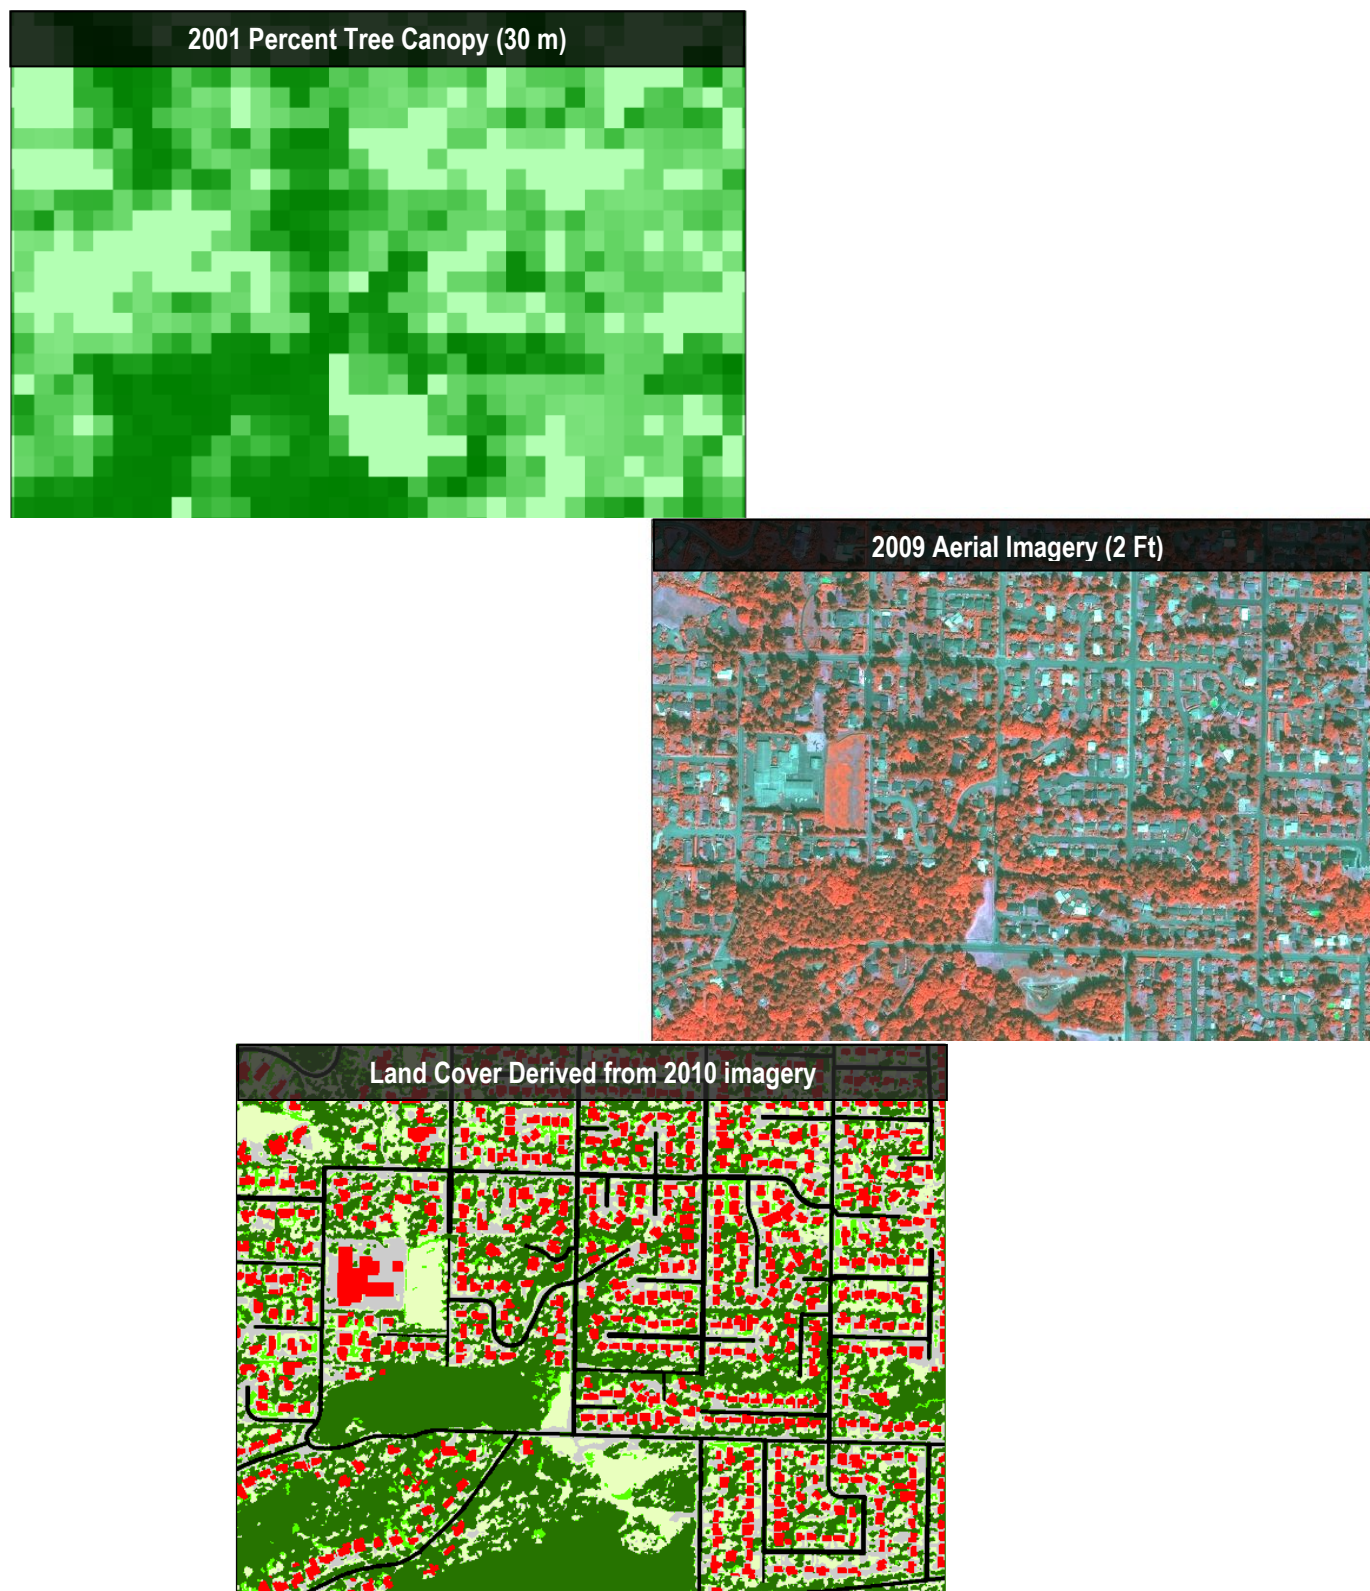 2001 Percent Tree Canopy (30 m)
2009 Aerial Imagery (2 Ft)
Land Cover Derived from 2010 imagery